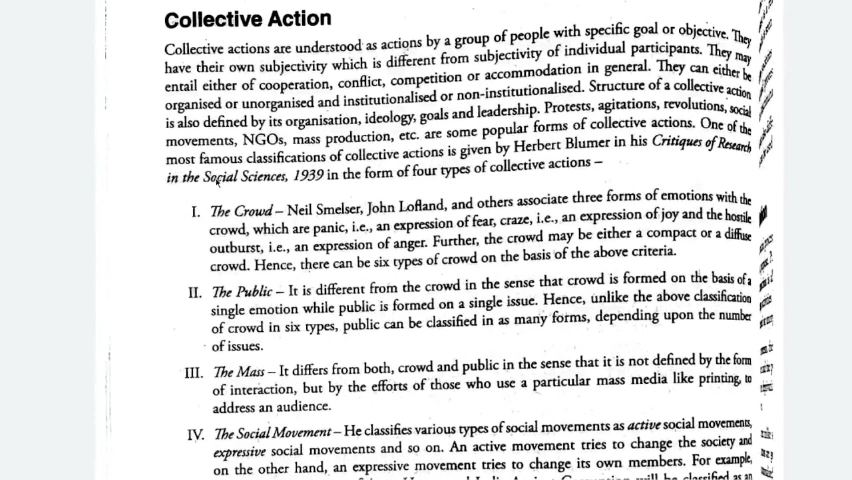 Collective Action
Collective actions are understood as actions by a group of people with specific goal or objective. They
have their own subjectivity which is different from subjectivity of individual participants. They may
entail either of cooperation, conflict, competition or accommodation in general. They can either be
organised or unorganised and institutionalised or non-institutionalised. Structure of a collective action
is also defined by its organisation, ideology, goals and leadership. Protests, agitations, revolutions, social
movements, NGOs, mass production, etc. are some popular forms of collective actions. One of the
most famous classifications of collective actions is given by Herbert Blumer in his Critiques of Research
in the Social Sciences, 1939 in the form of four types of collective actions –
I. The Crowd – Neil Smelser, John Lofland, and others associate three forms of emotions with the
crowd, which are panic, i.e., an expression of fear, craze, i.e., an expression of joy and the hostile
outburst, i.e., an expression of anger. Further, the crowd may be either a compact or a diffuse
crowd. Hence, there can be six types of crowd on the basis of the above criteria.
II. The Public – It is different from the crowd in the sense that crowd is formed on the basis of a
single emotion while public is formed on a single issue. Hence, unlike the above classification
of crowd in six types, public can be classified in as many forms, depending upon the number
of issues.
III. The Mass – It differs from both, crowd and public in the sense that it is not defined by the form
of interaction, but by the efforts of those who use a particular mass media like printing, to
address an audience.
IV. The Social Movement – He classifies various types of social movements as active social movements,
expressive social movements and so on. An active movement tries to change the society and
on the other hand, an expressive movement tries to change its own members. For example,
will be classified as an